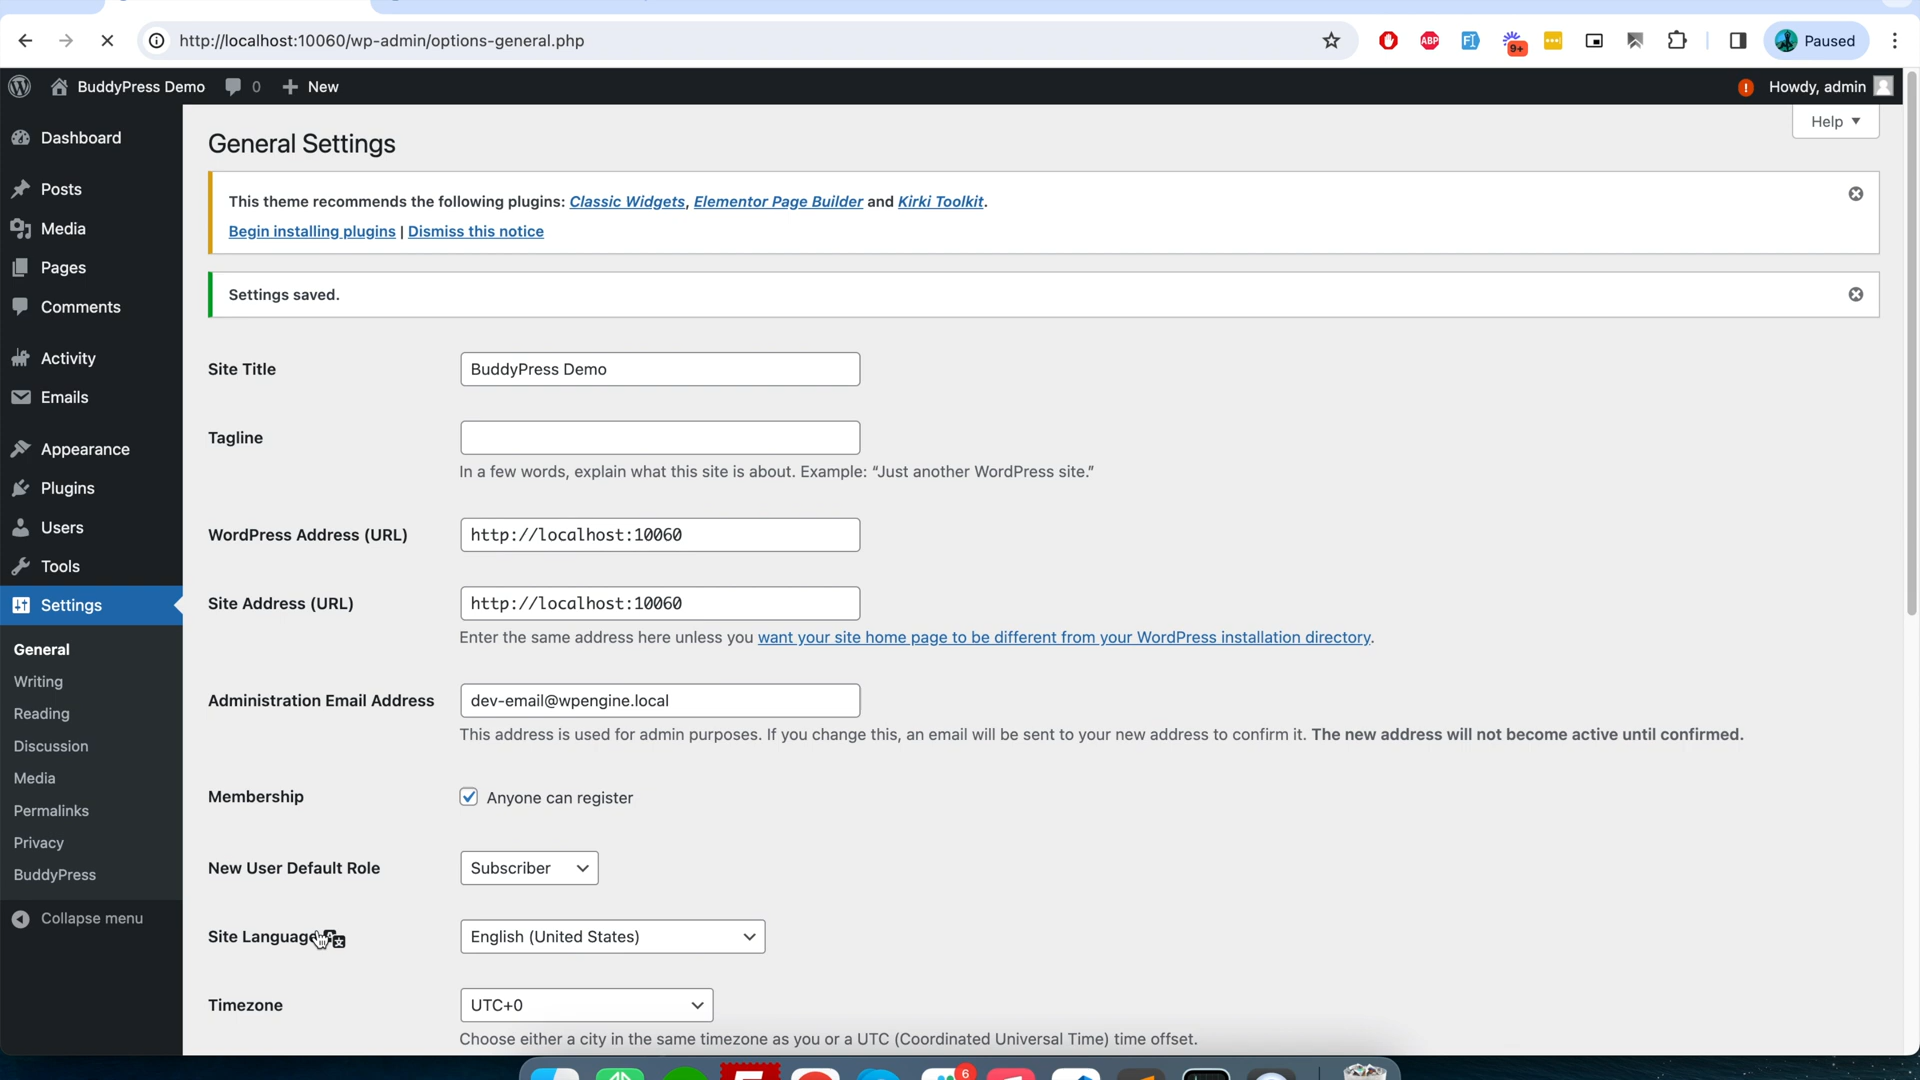 http://localhost:10060/wp-admin/options-general.php
ABP
9+
Paused
BuddyPress Demo
0
New
Howdy, admin
Dashboard
Posts
Media
Pages
Comments
Activity
Emails
Appearance
Plugins
Users
Tools
Settings
General
Writing
Reading
Discussion
Media
Permalinks
Privacy
BuddyPress
Collapse menu
General Settings
Help
This theme recommends the following plugins: Classic Widgets, Elementor Page Builder and Kirki Toolkit.
Begin installing plugins | Dismiss this notice
Settings saved.
Site Title
BuddyPress Demo
Tagline
In a few words, explain what this site is about. Example: “Just another WordPress site.”
WordPress Address (URL)
http://localhost:10060
Site Address (URL)
http://localhost:10060
Enter the same address here unless you want your site home page to be different from your WordPress installation directory.
Administration Email Address
dev-email@wpengine.local
This address is used for admin purposes. If you change this, an email will be sent to your new address to confirm it. The new address will not become active until confirmed.
Membership
Anyone can register
New User Default Role
Subscriber
Site Language
English (United States)
Timezone
UTC+0
Choose either a city in the same timezone as you or a UTC (Coordinated Universal Time) time offset.
6